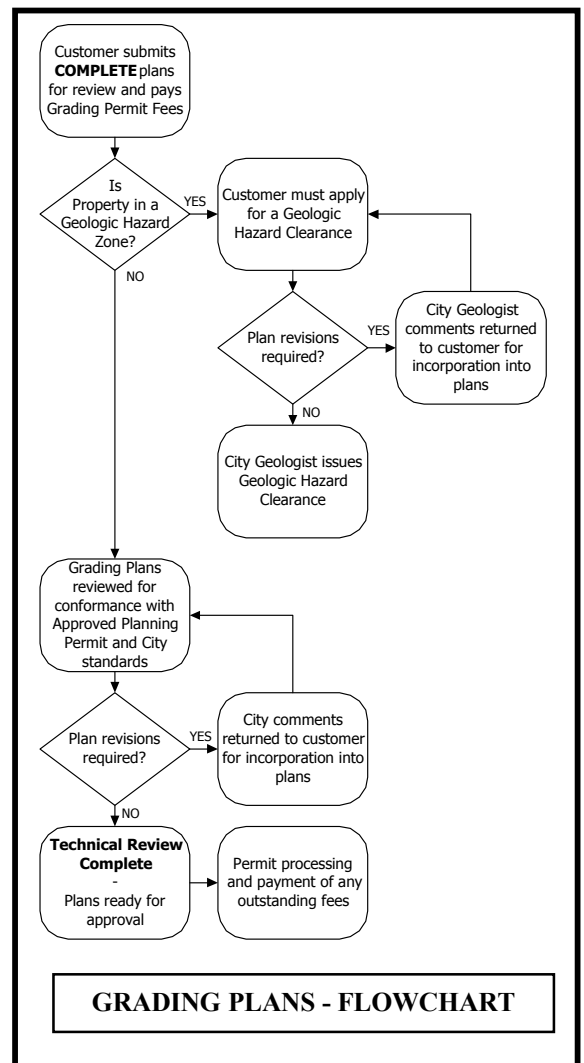 Customer submits
COMPLETE plans
for review and pays
Grading Permit Fees
Is
Property in a
Geologic Hazard
Zone?
YES
Customer must apply
for a Geologic
Hazard Clearance
NO
Plan revisions
required?
YES
City Geologist
comments returned
to customer for
incorporation into
plans
NO
City Geologist issues
Geologic Hazard
Clearance
Grading Plans
reviewed for
conformance with
Approved Planning
Permit and City
standards
Plan revisions
required?
YES
City comments
returned to customer
for incorporation into
plans
NO
Technical Review
Complete
-
Plans ready for
approval
Permit processing
and payment of any
outstanding fees
GRADING PLANS - FLOWCHART